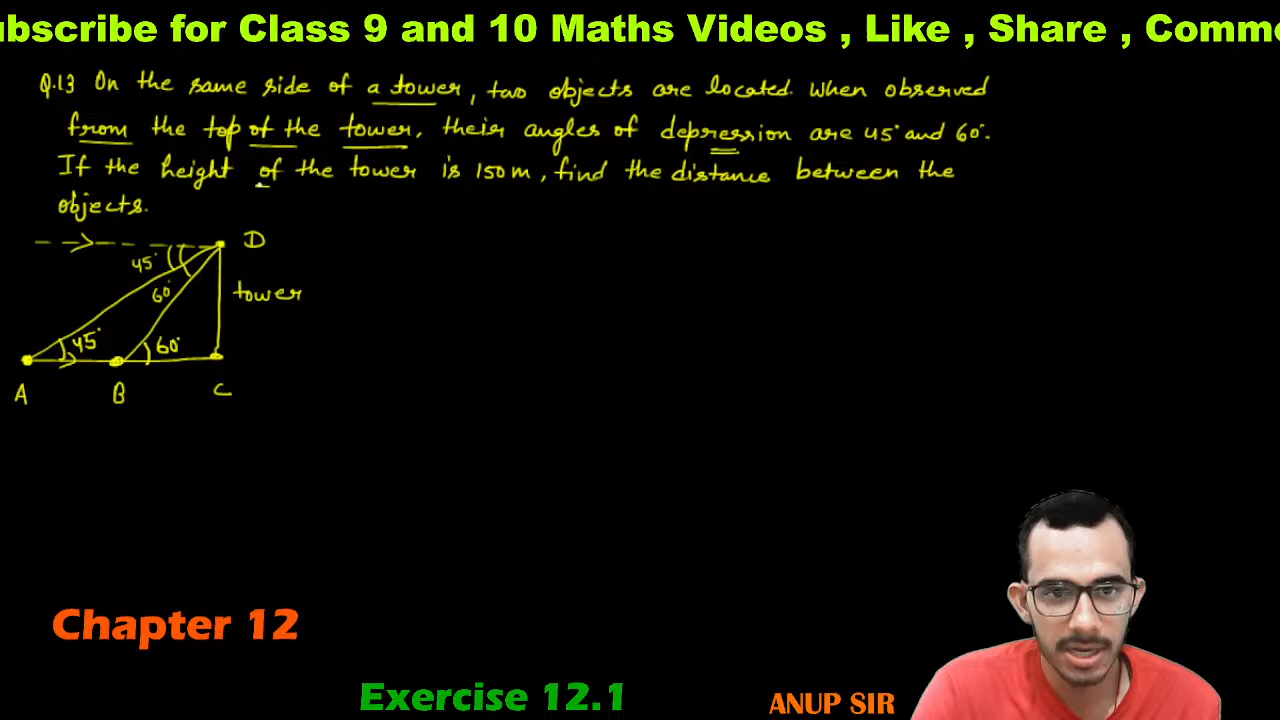 ubscribe for Class 9 and 10 Maths Videos , Like , Share , Comme
Q.13 On the same side of a tower, two objects are located. When observed
from the top of the tower, their angles of depression are 45° and 60°.
If the height of the tower is 150m, find the distance between the
objects.
D
45°
60°
tower
45°
60°
A B C
Chapter 12
Exercise 12.1
ANUP SIR